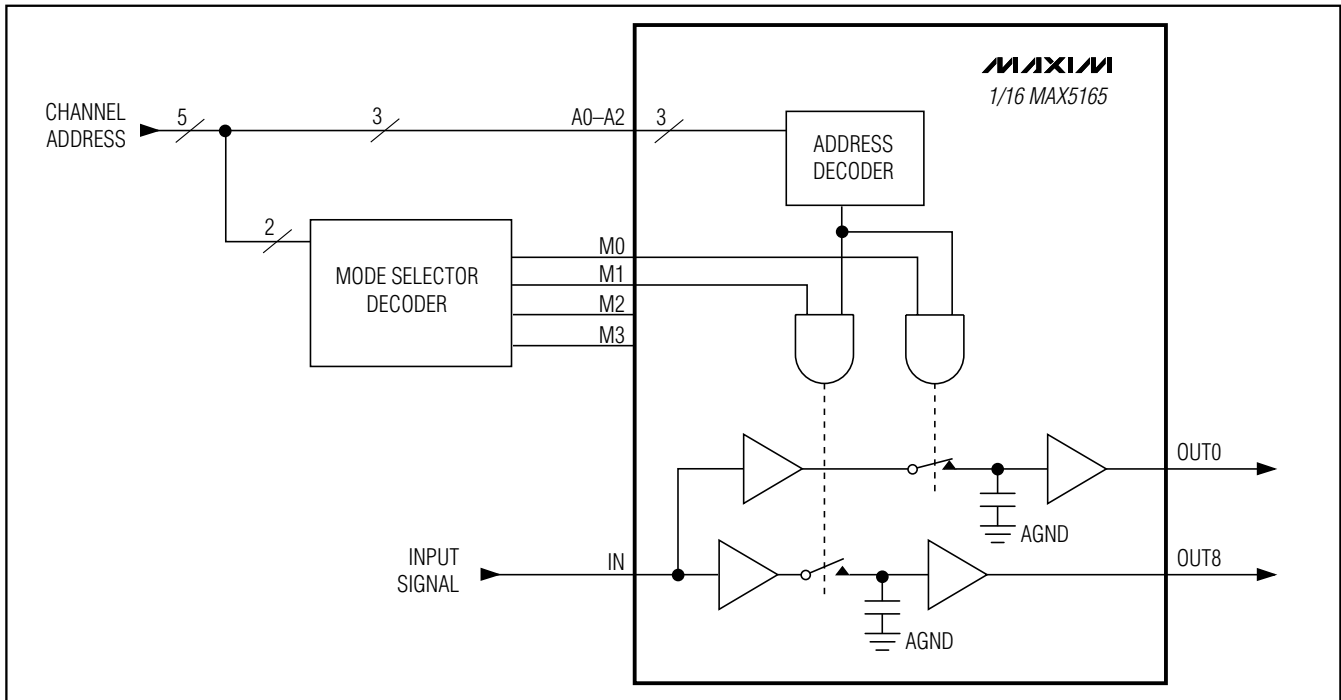 MAXIM
1/16 MAX5165
CHANNEL
ADDRESS
5
3
A0–A2
3
ADDRESS
DECODER
2
MODE SELECTOR
DECODER
M0
M1
M2
M3
OUT0
AGND
INPUT
SIGNAL
IN
OUT8
AGND